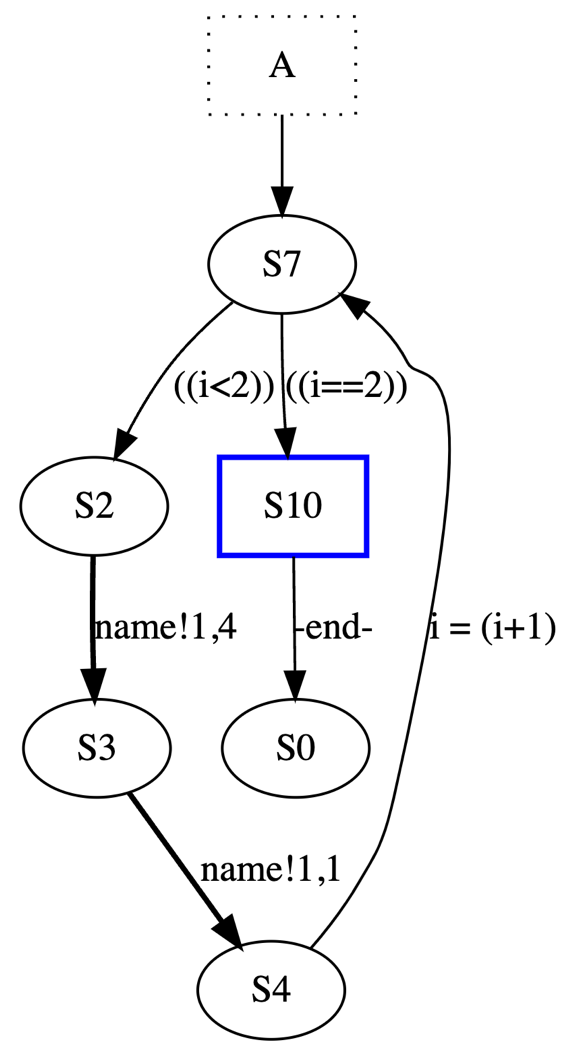 A
S7
((i<2))
((i==2))
S2
S10
name!1,4
-end-
i = (i+1)
S3
S0
name!1,1
S4